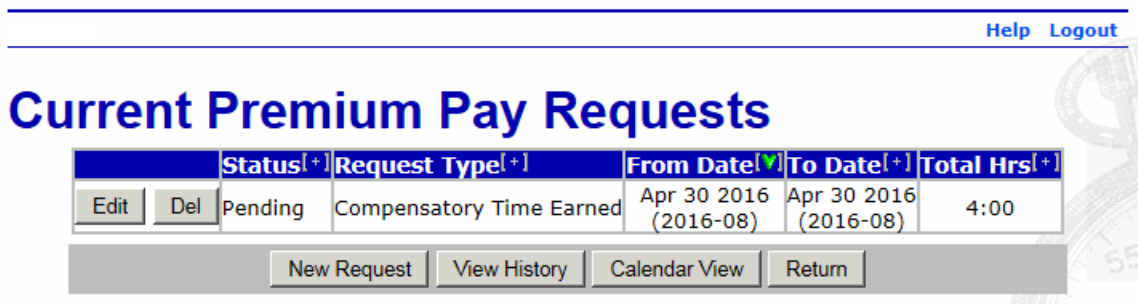 Help Logout
Current Premium Pay Requests
Status[+] Request Type[+] From Date[V] To Date[+] Total Hrs[+]
Edit Del Pending Compensatory Time Earned Apr 30 2016 (2016-08) Apr 30 2016 (2016-08) 4:00
New Request View History Calendar View Return
55